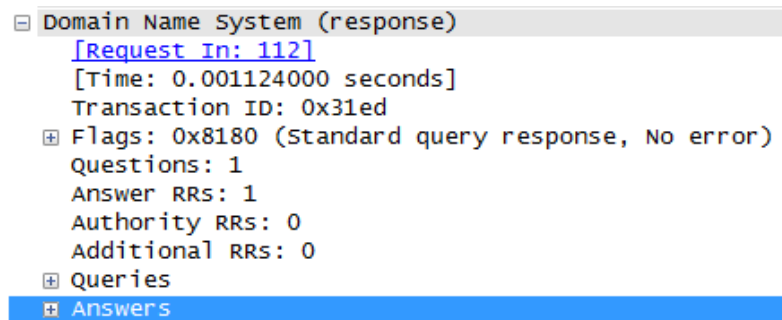 Domain Name System (response)
[Request In: 112]
[Time: 0.001124000 seconds]
Transaction ID: 0x31ed
Flags: 0x8180 (Standard query response, No error)
Questions: 1
Answer RRs: 1
Authority RRs: 0
Additional RRs: 0
Queries
Answers